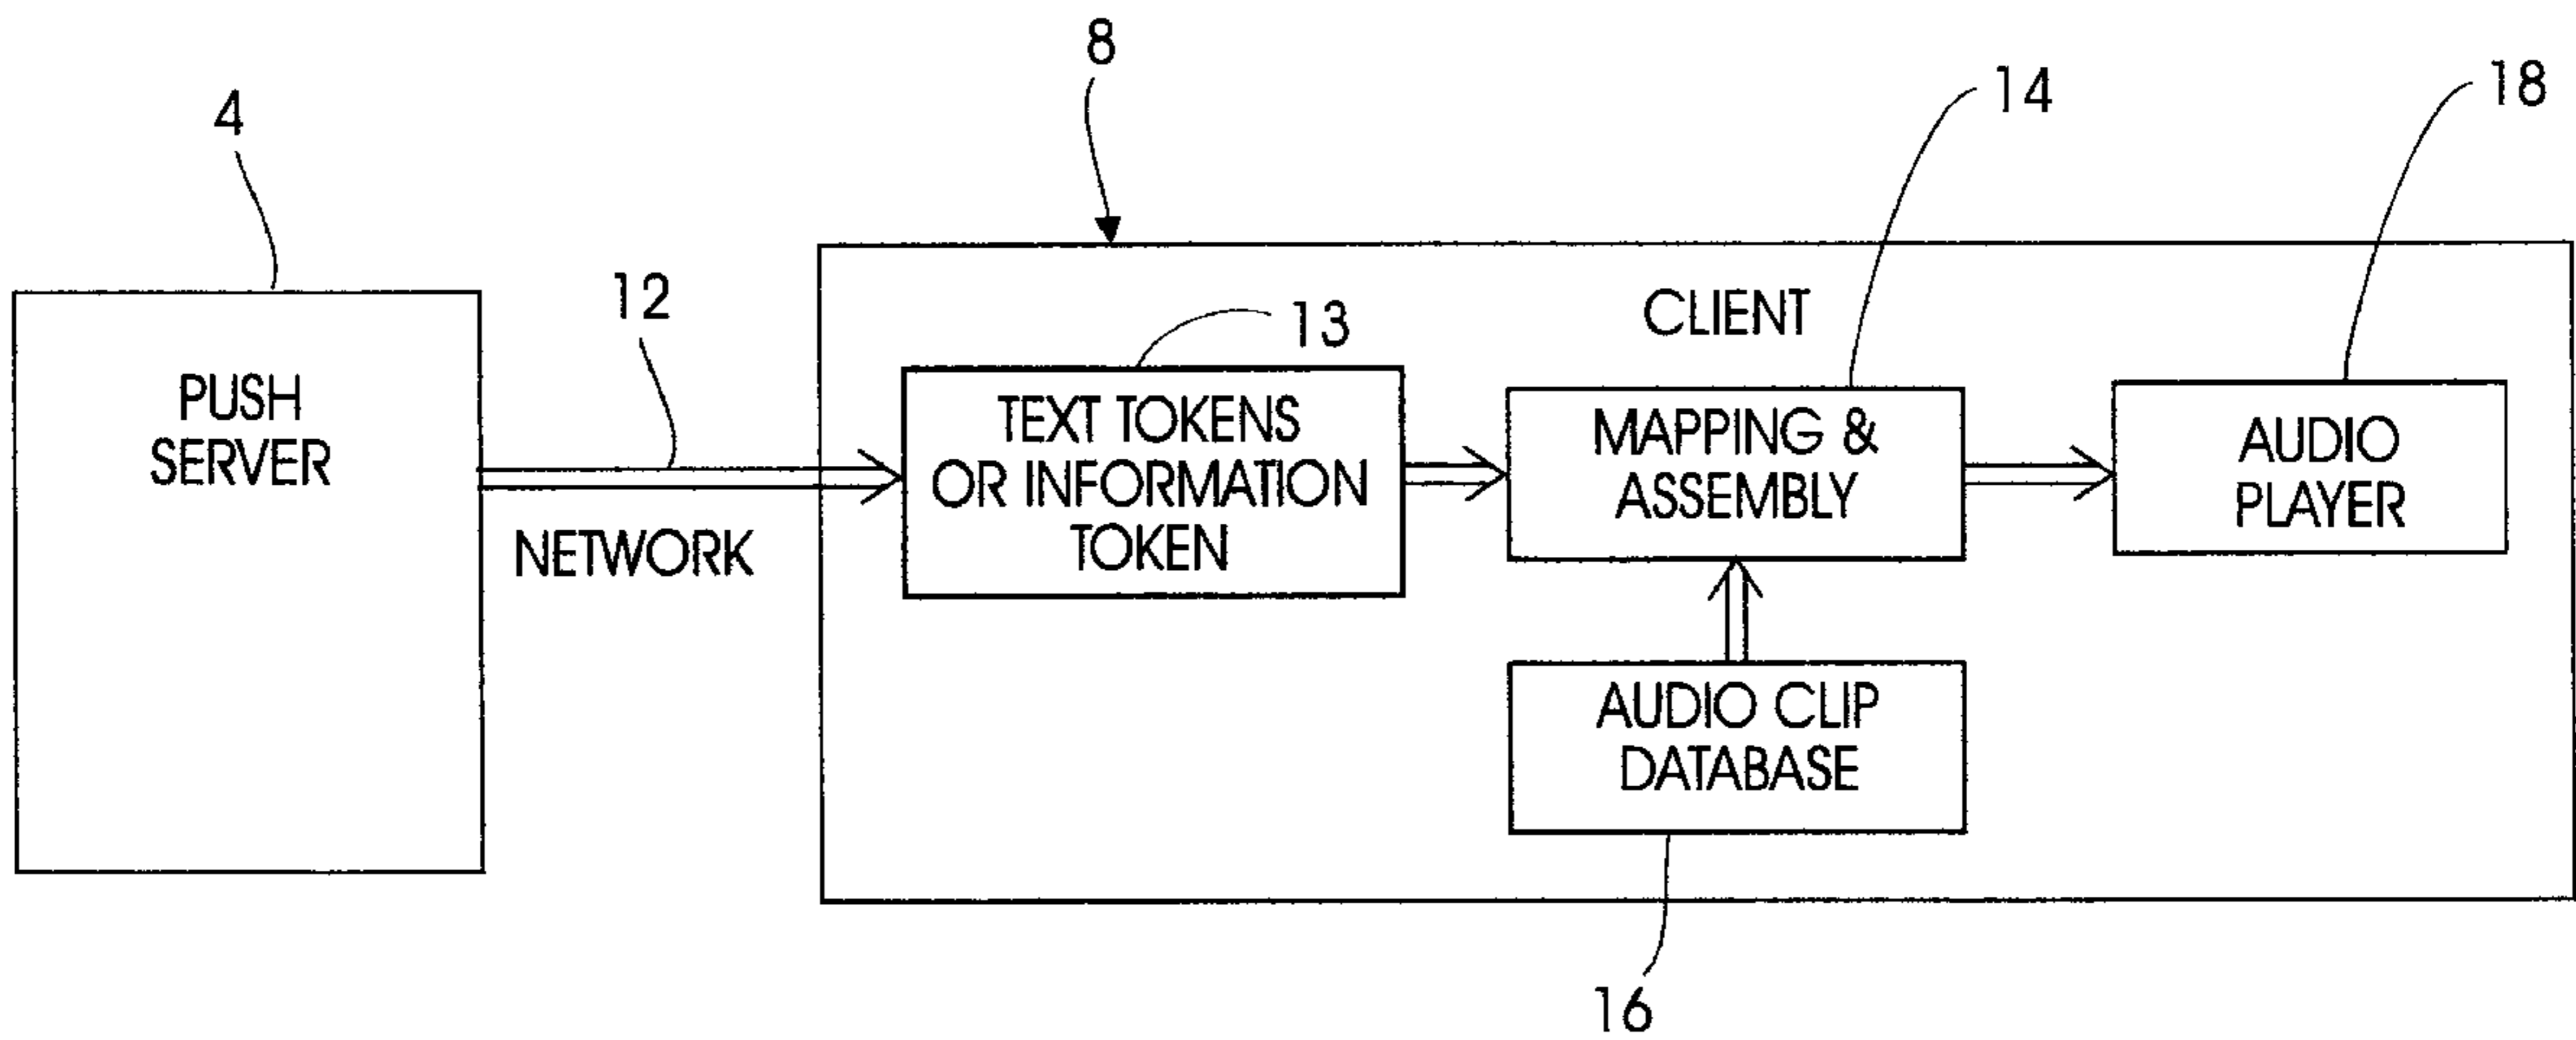 8
4
14
18
12
13
CLIENT
PUSH
SERVER
NETWORK
TEXT TOKENS
OR INFORMATION
TOKEN
MAPPING &
ASSEMBLY
AUDIO
PLAYER
AUDIO CLIP
DATABASE
16